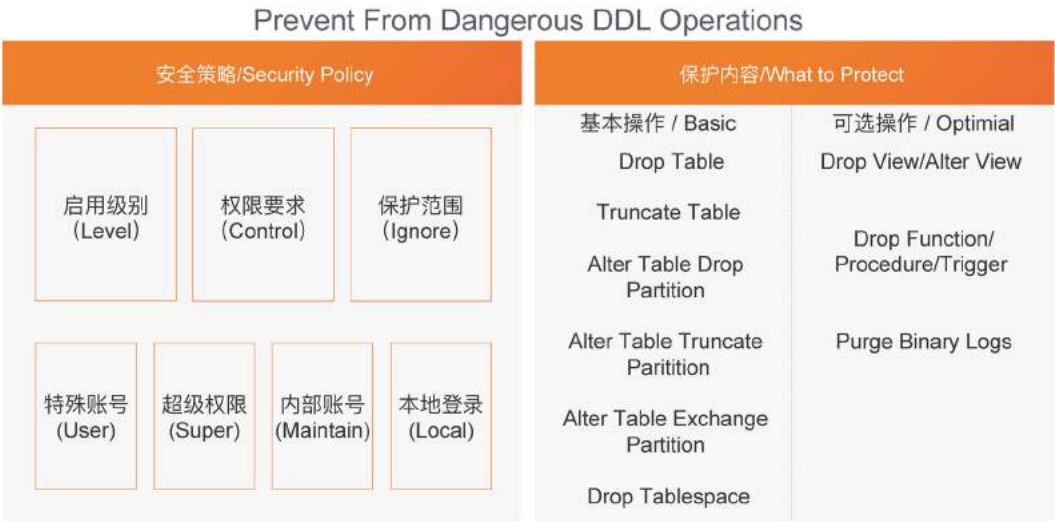 Prevent From Dangerous DDL Operations
安全策略/Security Policy
启用级别
(Level)
权限要求
(Control)
保护范围
(Ignore)
特殊账号
(User)
超级权限
(Super)
内部账号
(Maintain)
本地登录
(Local)
保护内容/What to Protect
基本操作 / Basic
Drop Table
Truncate Table
Alter Table Drop
Partition
Alter Table Truncate
Paritition
Alter Table Exchange
Partition
Drop Tablespace
可选操作 / Optimial
Drop View/Alter View
Drop Function/
Procedure/Trigger
Purge Binary Logs